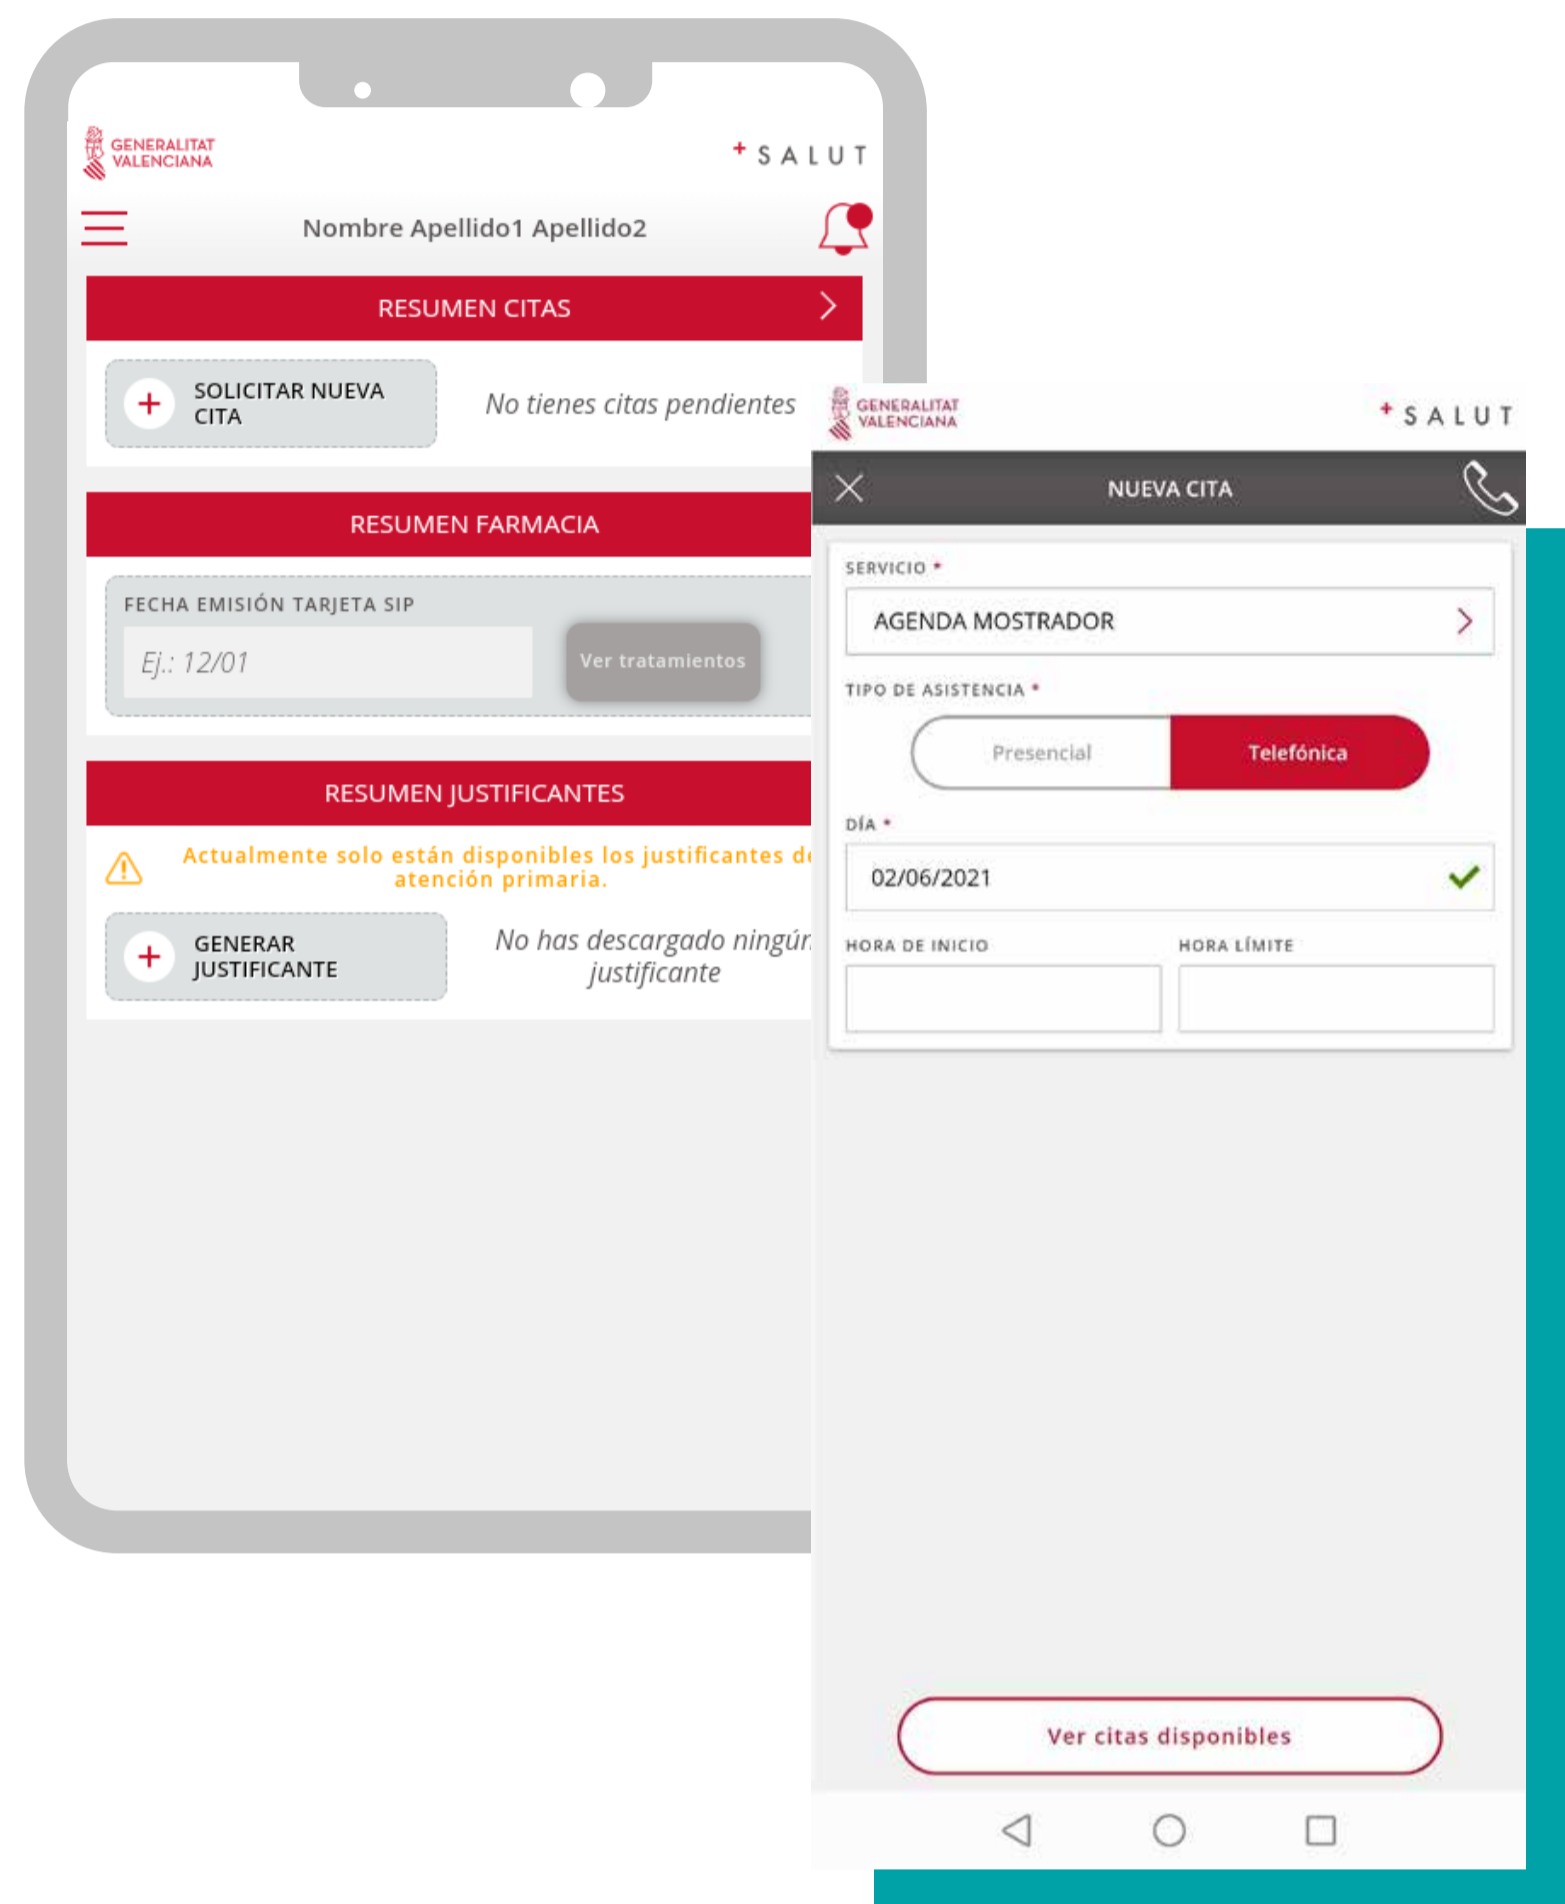 GENERALITAT
VALENCIANA
+ SALUT
Nombre Apellido1 Apellido2
RESUMEN CITAS
SOLICITAR NUEVA
CITA
No tienes citas pendientes
RESUMEN FARMACIA
FECHA EMISIÓN TARJETA SIP
Ej.: 12/01
Ver tratamientos
RESUMEN JUSTIFICANTES
Actualmente solo están disponibles los justificantes de
atención primaria.
GENERAR
JUSTIFICANTE
No has descargado ningún
justificante
GENERALITAT
VALENCIANA
+ SALUT
NUEVA CITA
SERVICIO *
AGENDA MOSTRADOR
TIPO DE ASISTENCIA *
Presencial
Telefónica
DÍA *
02/06/2021
HORA DE INICIO
HORA LÍMITE
Ver citas disponibles